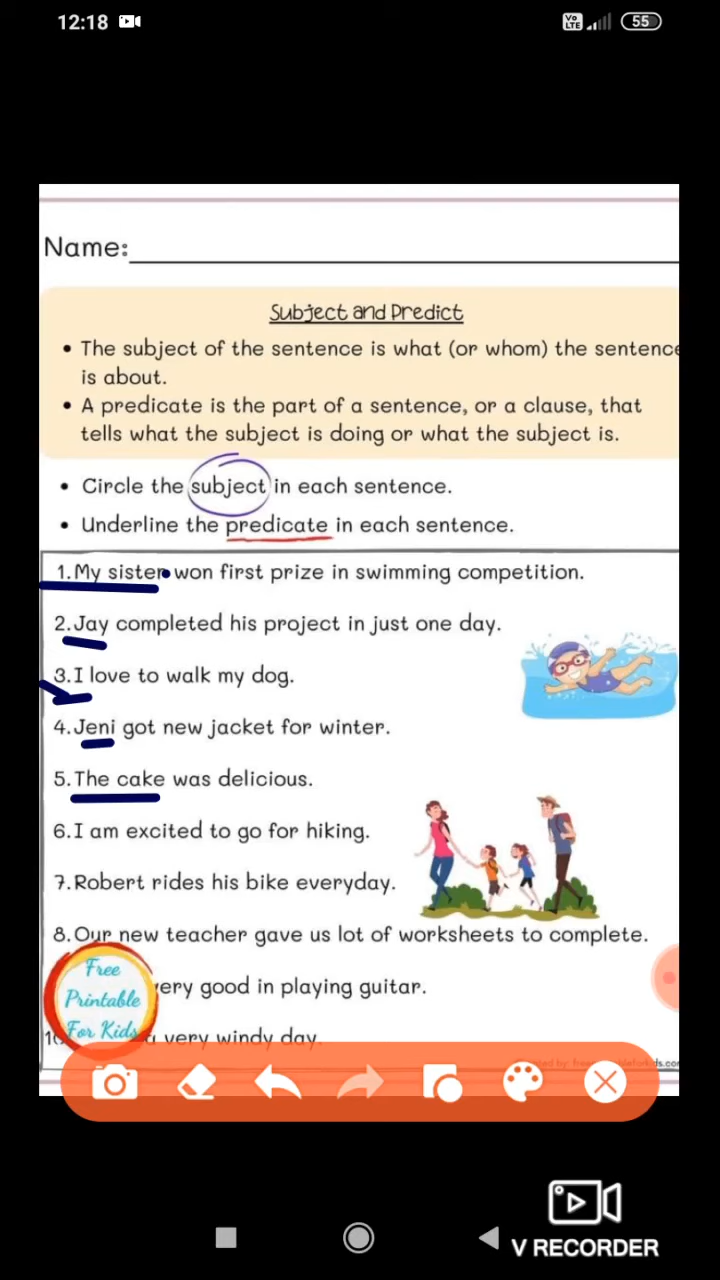 12:18
Vo LTE
55
Name:
Subject and Predict
• The subject of the sentence is what (or whom) the sentence
is about.
• A predicate is the part of a sentence, or a clause, that
tells what the subject is doing or what the subject is.
• Circle the subject in each sentence.
• Underline the predicate in each sentence.
1.My sister won first prize in swimming competition.
2.Jay completed his project in just one day.
3.I love to walk my dog.
4.Jeni got new jacket for winter.
5.The cake was delicious.
6.I am excited to go for hiking.
7.Robert rides his bike everyday.
8.Our new teacher gave us lot of worksheets to complete.
Free
Printable
For Kids
very good in playing guitar.
a very windy day.
V RECORDER